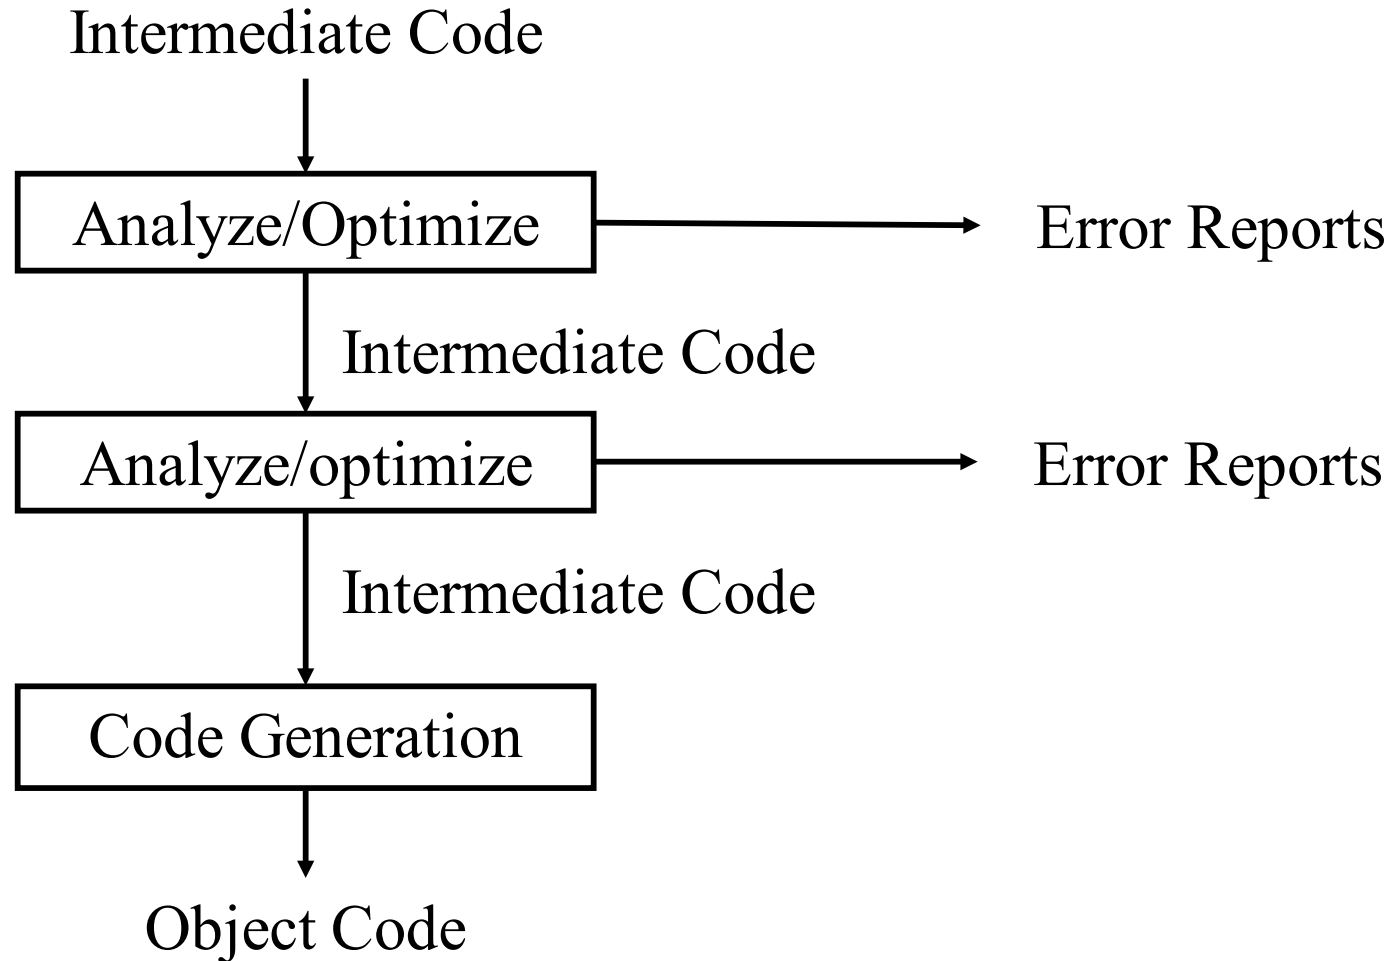 Intermediate Code
Analyze/Optimize
Error Reports
Intermediate Code
Analyze/optimize
Error Reports
Intermediate Code
Code Generation
Object Code